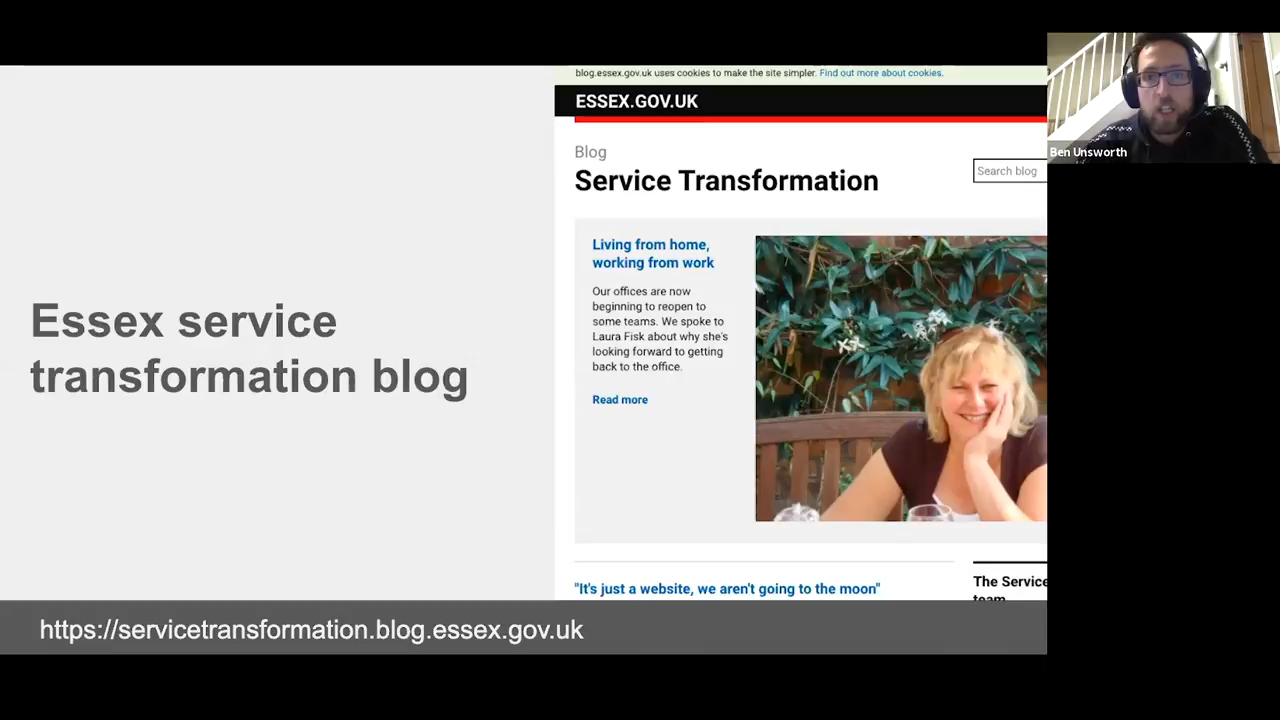 blog.essex.gov.uk uses cookies to make the site simpler. Find out more about cookies.
ESSEX.GOV.UK
Blog
Service Transformation
Search blog
Living from home,
working from work
Our offices are now
beginning to reopen to
some teams. We spoke to
Laura Fisk about why she's
looking forward to getting
back to the office.
Read more
"It's just a website, we aren't going to the moon"
The Service
team
Essex service
transformation blog
https://servicetransformation.blog.essex.gov.uk
Ben Unsworth